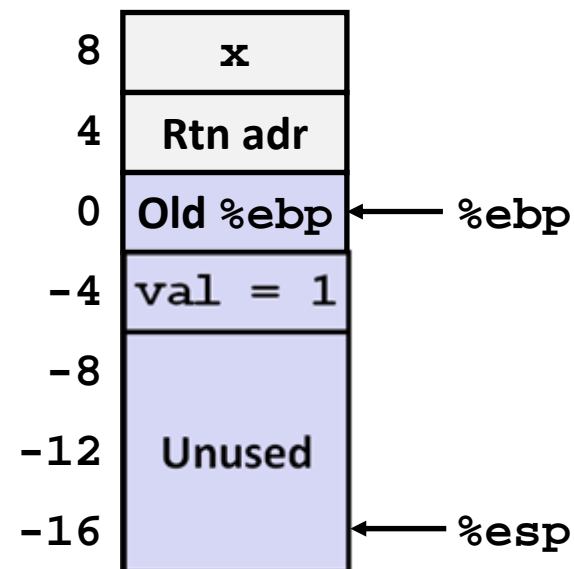 8 x
4 Rtn adr
0 Old %ebp %ebp
-4 val = 1
-8
-12 Unused
-16 %esp